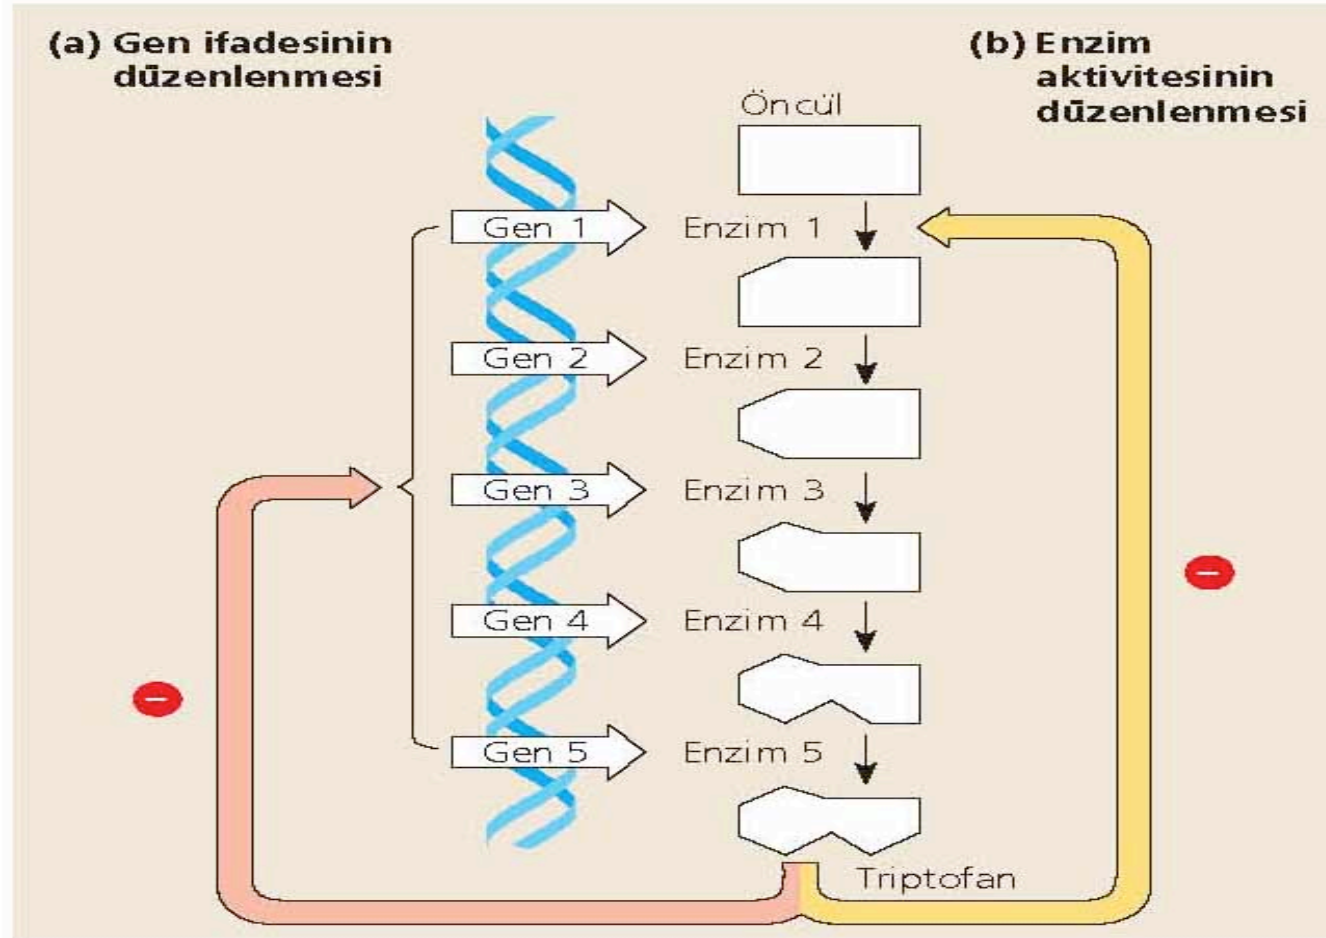 (a) Gen ifadesinin
düzenlenmesi
(b) Enzim
aktivitesinin
düzenlenmesi
Öncül
Gen 1
Enzim 1
Gen 2
Enzim 2
Gen 3
Enzim 3
Gen 4
Enzim 4
Gen 5
Enzim 5
Triptofan